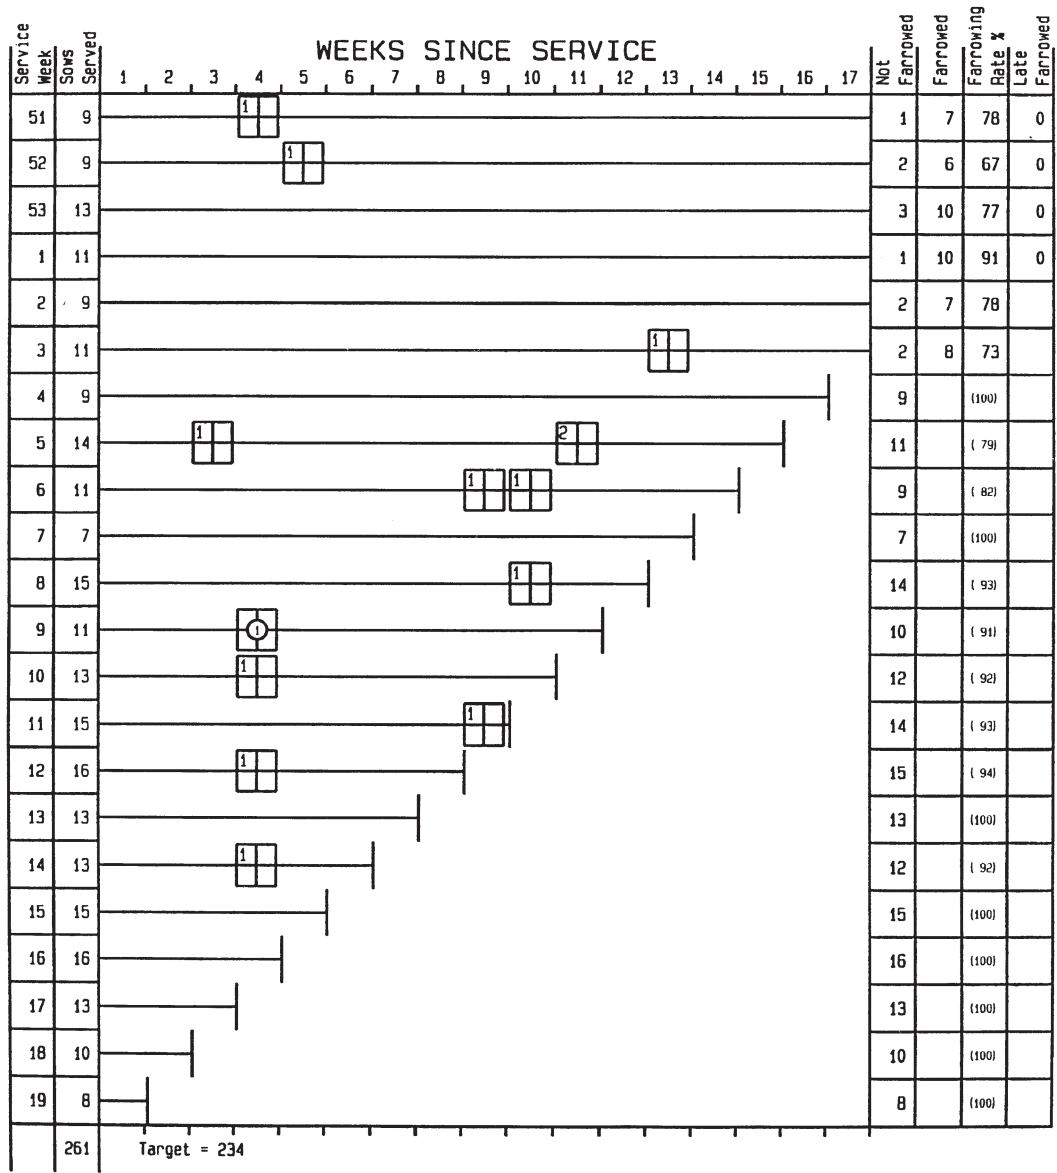 WEEKS SINCE SERVICE
Service Week Sows Served 1 2 3 4 5 6 7 8 9 10 11 12 13 14 15 16 17 Not Farrowed Farrowed Farrowing Rate % Late Farrowed
51 9 1 1 7 78 0
52 9 1 2 6 67 0
53 13 3 10 77 0
1 11 1 10 91 0
2 9 2 7 78
3 11 1 2 8 73
4 9 9 (100)
5 14 1 2 11 ( 79)
6 11 1 1 9 ( 82)
7 7 7 (100)
8 15 1 14 ( 93)
9 11 1 10 ( 91)
10 13 1 12 ( 92)
11 15 1 14 ( 93)
12 16 1 15 ( 94)
13 13 13 (100)
14 13 1 12 ( 92)
15 15 15 (100)
16 16 16 (100)
17 13 13 (100)
18 10 10 (100)
19 8 8 (100)
261 Target = 234